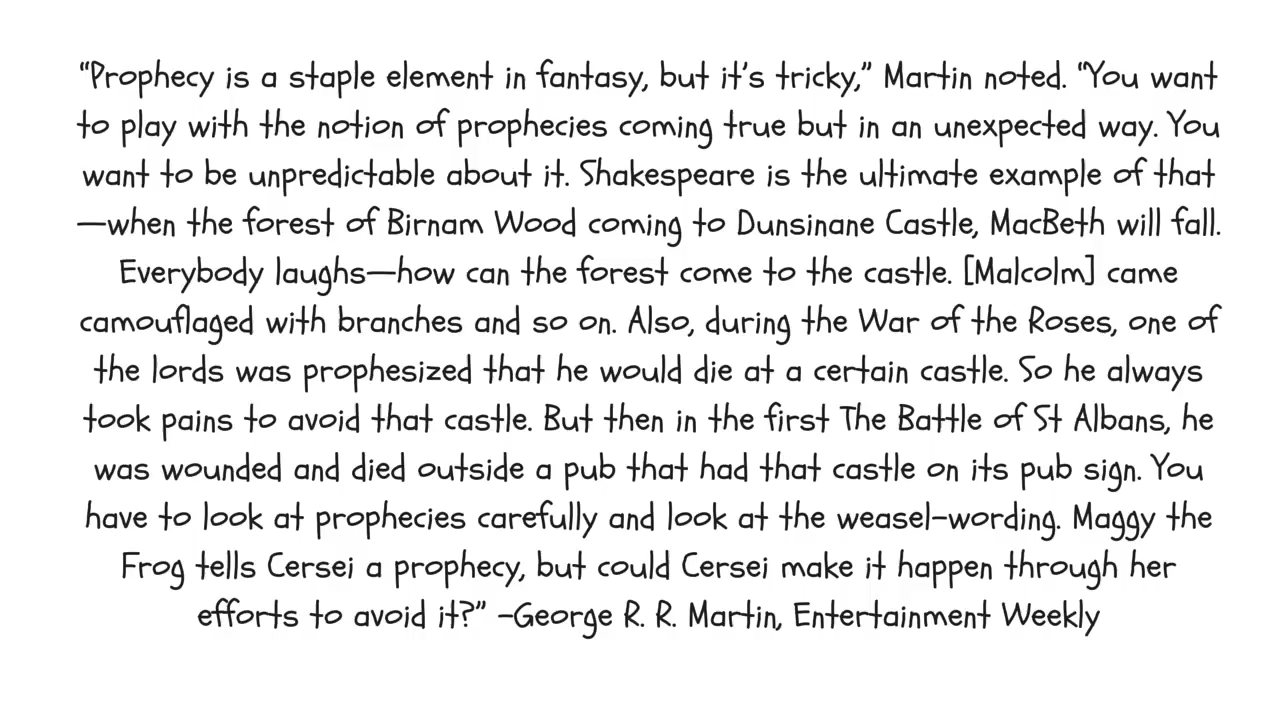 “Prophecy is a staple element in fantasy, but it’s tricky,” Martin noted. “You want
to play with the notion of prophecies coming true but in an unexpected way. You
want to be unpredictable about it. Shakespeare is the ultimate example of that
—when the forest of Birnam Wood coming to Dunsinane Castle, MacBeth will fall.
Everybody laughs—how can the forest come to the castle. [Malcolm] came
camouflaged with branches and so on. Also, during the War of the Roses, one of
the lords was prophesized that he would die at a certain castle. So he always
took pains to avoid that castle. But then in the first The Battle of St Albans, he
was wounded and died outside a pub that had that castle on its pub sign. You
have to look at prophecies carefully and look at the weasel-wording. Maggy the
Frog tells Cersei a prophecy, but could Cersei make it happen through her
efforts to avoid it?” -George R. R. Martin, Entertainment Weekly